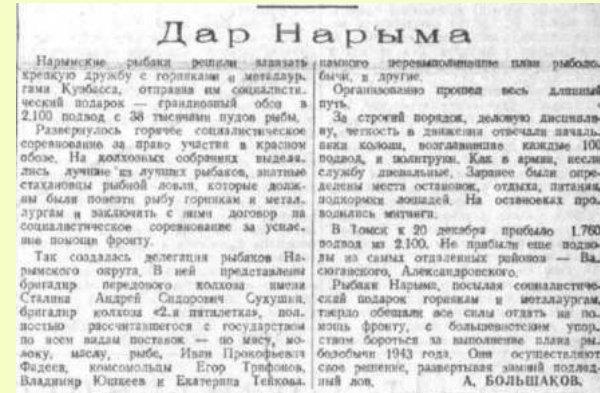 Дар Нарыма
Нарымские рыбаки решили завязать
крепкую дружбу с горняками и металлур-
гами Кузбасса, отправив им социалисти-
ческий подарок — грандиозный обоз в
2.100 подвод с 38 тысячами пудов рыбы.
Развернулось горячее социалистическое
соревнование за право участия в красном
обозе. На колхозных собраниях выделя-
лись лучшие из лучших рыбаков, знатные
стахановцы рыбной ловли, которые долж-
ны были повезти рыбу горнякам и метал-
лургам и заключить с ними договор на
социалистическое соревнование за усиле-
ние помощи фронту.
Так создалась делегация рыбаков На-
рымского округа. В ней представлены
бригадир передового колхоза имени
Сталина Андрей Сидорович Сухушин,
бригадир колхоза «2-я пятилетка», пол-
ностью рассчитавшегося с государством
по всем видам поставок — по мясу, мо-
локу, маслу, рыбе, Иван Прокофьевич
Фадеев, комсомольцы Егор Трифонов,
Владимир Юшкеев и Екатерина Тейкова,
намного перевыполнившие план рыболо-
бычи, и другие.
Организованно прошел весь длинный
путь.
За строгий порядок, деловую дисципли-
ну, четкость в движении отвечали началь-
ники колонн, возглавлявшие каждые 100
подвод, и политруки. Как в армии, несли
службу дневальные. Заранее были опре-
делены места остановок, отдыха, питания,
подкормки лошадей. На остановках про-
водились митинги.
В Томск к 20 декабря прибыло 1.760
подвод из 2.100. Не прибыли еще подво-
ды из самых отдаленных районов — Ва-
сюганского, Александровского.
Рыбаки Нарыма, посылая социалистиче-
ский подарок горнякам и металлургам,
твердо обещали все силы отдать на по-
мощь фронту, с большевистским упор-
ством бороться за выполнение плана ры-
бодобычи 1943 года. Они осуществляют
свое решение, развертывая зимний подлед-
ный лов. А. БОЛЬШАКОВ.